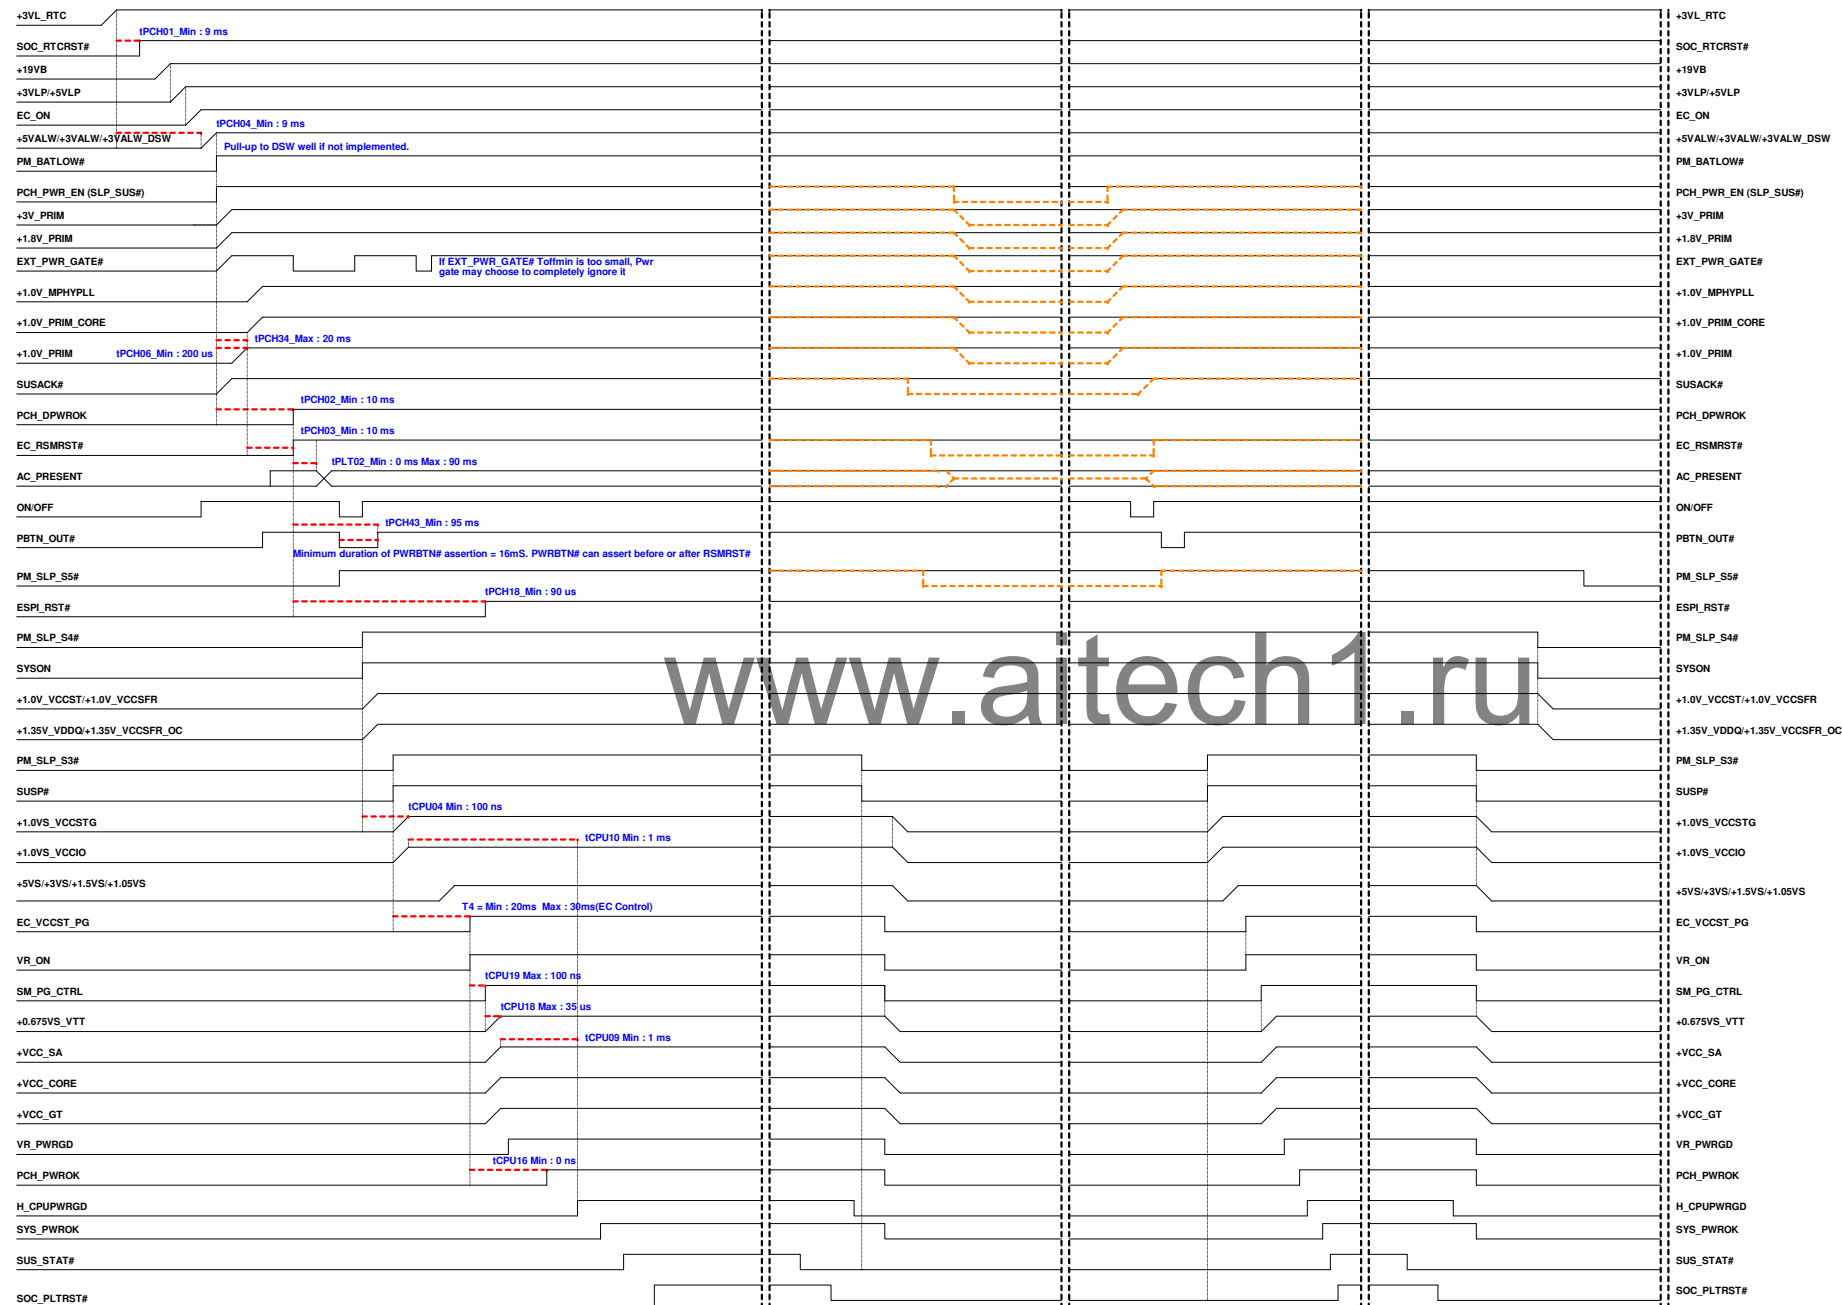 +3VL_RTC +3VL_RTC
tPCH01_Min : 9 ms
SOC_RTCRST# SOC_RTCRST#
+19VB +19VB
+3VLP/+5VLP +3VLP/+5VLP
EC_ON EC_ON
tPCH04_Min : 9 ms
+5VALW/+3VALW/+3VALW_DSW +5VALW/+3VALW/+3VALW_DSW
Pull-up to DSW well if not implemented.
PM_BATLOW# PM_BATLOW#
PCH_PWR_EN (SLP_SUS#) PCH_PWR_EN (SLP_SUS#)
+3V_PRIM +3V_PRIM
+1.8V_PRIM +1.8V_PRIM
EXT_PWR_GATE# EXT_PWR_GATE#
If EXT_PWR_GATE# Toffmin is too small, Pwr
gate may choose to completely ignore it
+1.0V_MPHYPLL +1.0V_MPHYPLL
+1.0V_PRIM_CORE +1.0V_PRIM_CORE
tPCH34_Max : 20 ms
+1.0V_PRIM tPCH06_Min : 200 us +1.0V_PRIM
SUSACK# SUSACK#
tPCH02_Min : 10 ms
PCH_DPWROK PCH_DPWROK
tPCH03_Min : 10 ms
EC_RSMRST# EC_RSMRST#
tPLT02_Min : 0 ms Max : 90 ms
AC_PRESENT AC_PRESENT
ON/OFF ON/OFF
tPCH43_Min : 95 ms
PBTN_OUT# PBTN_OUT#
Minimum duration of PWRBTN# assertion = 16mS. PWRBTN# can assert before or after RSMRST#
PM_SLP_S5# PM_SLP_S5#
tPCH18_Min : 90 us
ESPI_RST# ESPI_RST#
PM_SLP_S4# PM_SLP_S4#
SYSON SYSON
www.aitech1.ru
+1.0V_VCCST/+1.0V_VCCSFR +1.0V_VCCST/+1.0V_VCCSFR
+1.35V_VDDQ/+1.35V_VCCSFR_OC +1.35V_VDDQ/+1.35V_VCCSFR_OC
PM_SLP_S3# PM_SLP_S3#
SUSP# SUSP#
tCPU04 Min : 100 ns
+1.0VS_VCCSTG +1.0VS_VCCSTG
tCPU10 Min : 1 ms
+1.0VS_VCCIO +1.0VS_VCCIO
+5VS/+3VS/+1.5VS/+1.05VS +5VS/+3VS/+1.5VS/+1.05VS
T4 = Min : 20ms Max : 30ms(EC Control)
EC_VCCST_PG EC_VCCST_PG
VR_ON VR_ON
tCPU19 Max : 100 ns
SM_PG_CTRL SM_PG_CTRL
tCPU18 Max : 35 us
+0.675VS_VTT +0.675VS_VTT
tCPU09 Min : 1 ms
+VCC_SA +VCC_SA
+VCC_CORE +VCC_CORE
+VCC_GT +VCC_GT
VR_PWRGD VR_PWRGD
tCPU16 Min : 0 ns
PCH_PWROK PCH_PWROK
H_CPUPWRGD H_CPUPWRGD
SYS_PWROK SYS_PWROK
SUS_STAT# SUS_STAT#
SOC_PLTRST# SOC_PLTRST#